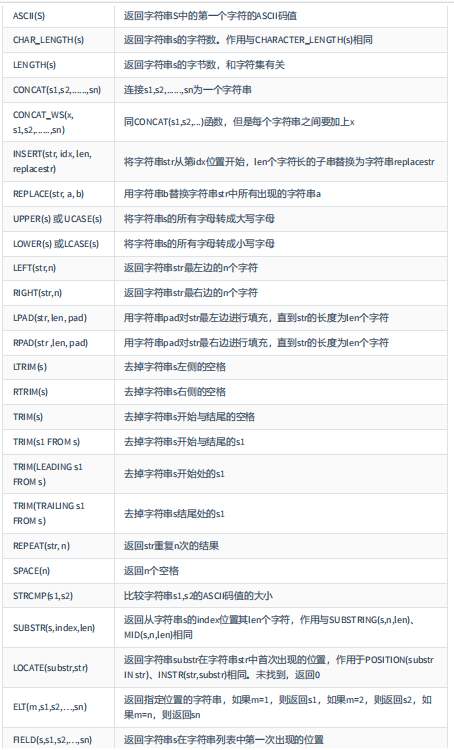 ASCII(S) 返回字符串S中的第一个字符的ASCII码值
CHAR_LENGTH(s) 返回字符串s的字符数。作用与CHARACTER_LENGTH(s)相同
LENGTH(s) 返回字符串s的字节数，和字符集有关
CONCAT(s1,s2,......,sn) 连接s1,s2,......,sn为一个字符串
CONCAT_WS(x,
s1,s2,......,sn) 同CONCAT(s1,s2,...)函数，但是每个字符串之间要加上x
INSERT(str, idx, len,
replacestr) 将字符串str从第idx位置开始，len个字符长的子串替换为字符串replacestr
REPLACE(str, a, b) 用字符串b替换字符串str中所有出现的字符串a
UPPER(s) 或 UCASE(s) 将字符串s的所有字母转成大写字母
LOWER(s) 或LCASE(s) 将字符串s的所有字母转成小写字母
LEFT(str,n) 返回字符串str最左边的n个字符
RIGHT(str,n) 返回字符串str最右边的n个字符
LPAD(str,len, pad) 用字符串pad对str最左边进行填充，直到str的长度为len个字符
RPAD(str ,len, pad) 用字符串pad对str最右边进行填充，直到str的长度为len个字符
LTRIM(s) 去掉字符串s左侧的空格
RTRIM(s) 去掉字符串s右侧的空格
TRIM(s) 去掉字符串s开始与结尾的空格
TRIM(s1 FROM s) 去掉字符串s开始与结尾的s1
TRIM(LEADING s1
FROM s) 去掉字符串s开始处的s1
TRIM(TRAILING s1
FROM s) 去掉字符串s结尾处的s1
REPEAT(str, n) 返回str重复n次的结果
SPACE(n) 返回n个空格
STRCMP(s1,s2) 比较字符串s1,s2的ASCII码值的大小
SUBSTR(s,index,len) 返回从字符串s的index位置其len个字符，作用与SUBSTRING(s,n,len)、
MID(s,n,len)相同
LOCATE(substr,str) 返回字符串substr在字符串str中首次出现的位置，作用于POSITION(substr
IN str)、INSTR(str,substr)相同。未找到，返回0
ELT(m,s1,s2,…,sn) 返回指定位置的字符串，如果m=1，则返回s1，如果m=2，则返回s2，如
果m=n，则返回sn
FIELD(s,s1,s2,…,sn) 返回字符串s在字符串列表中第一次出现的位置